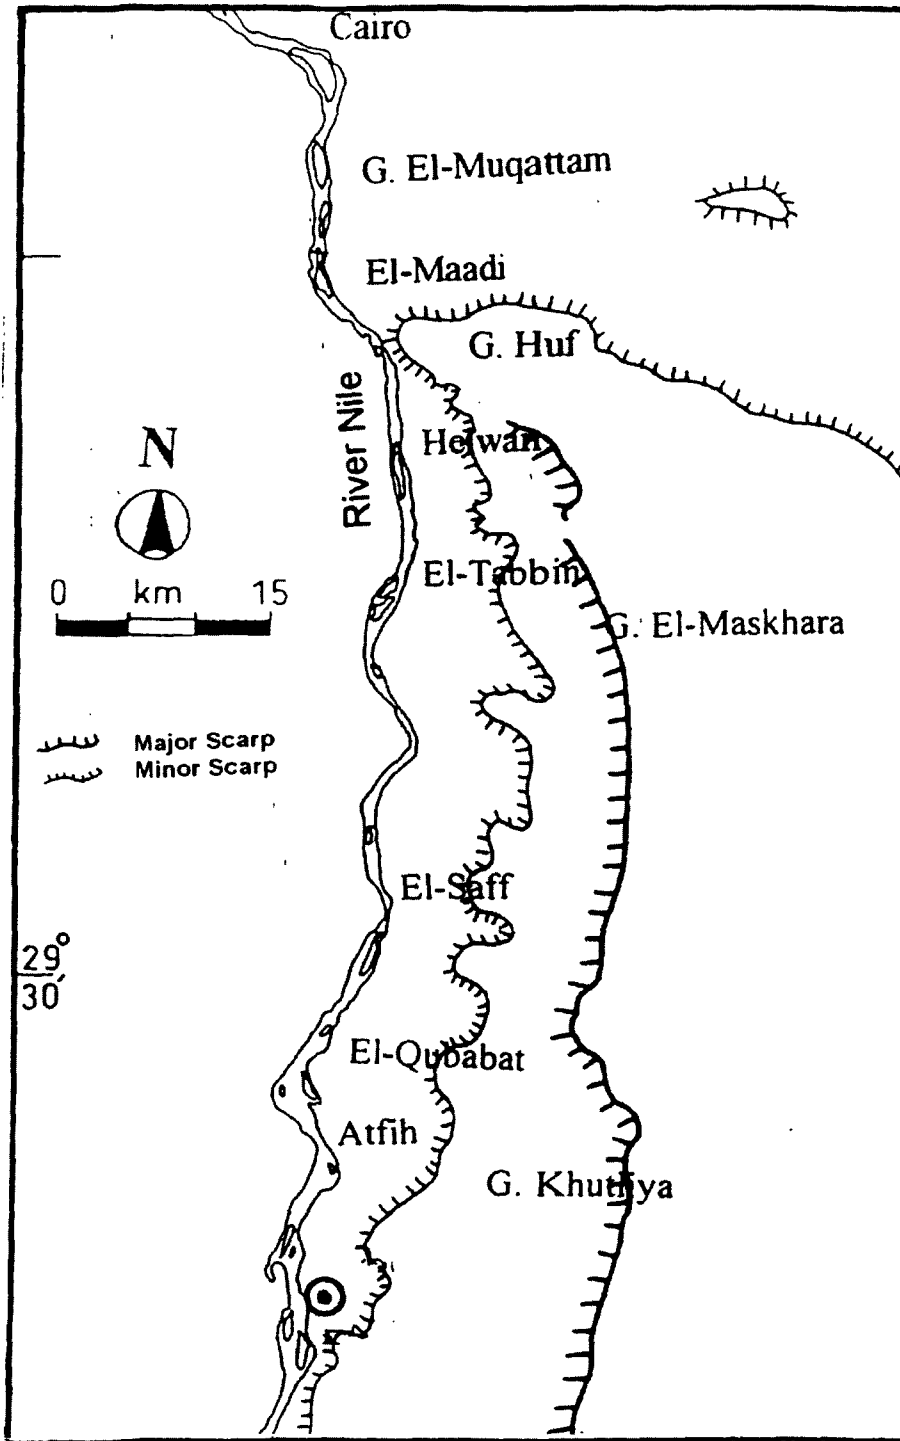 Cairo
G. El-Muqattam
El-Maadi
G. Huf
River Nile
Helwan
N
El-Tabbin
0 km 15
G. El-Maskhara
Major Scarp
Minor Scarp
El-Saff
29°
30'
El-Qubabat
Atfih
G. Khutliya